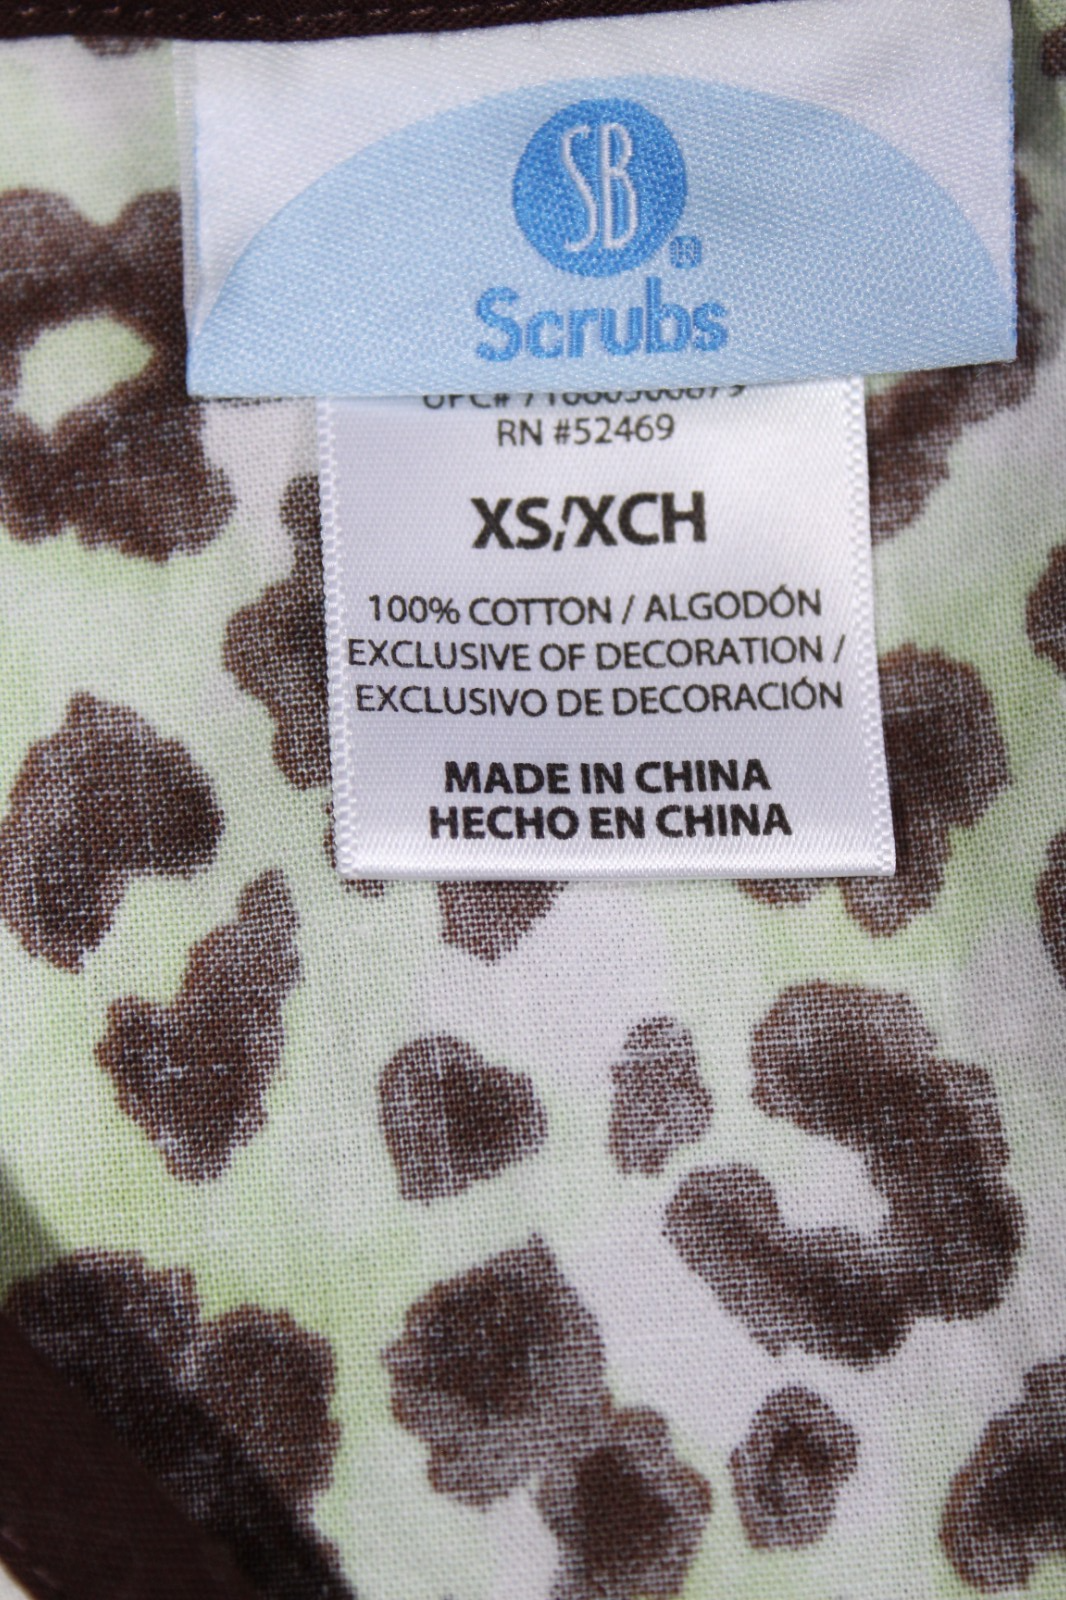 SB
®
Scrubs
RN #52469
XS/XCH
100% COTTON / ALGODÓN
EXCLUSIVE OF DECORATION /
EXCLUSIVO DE DECORACIÓN
MADE IN CHINA
HECHO EN CHINA